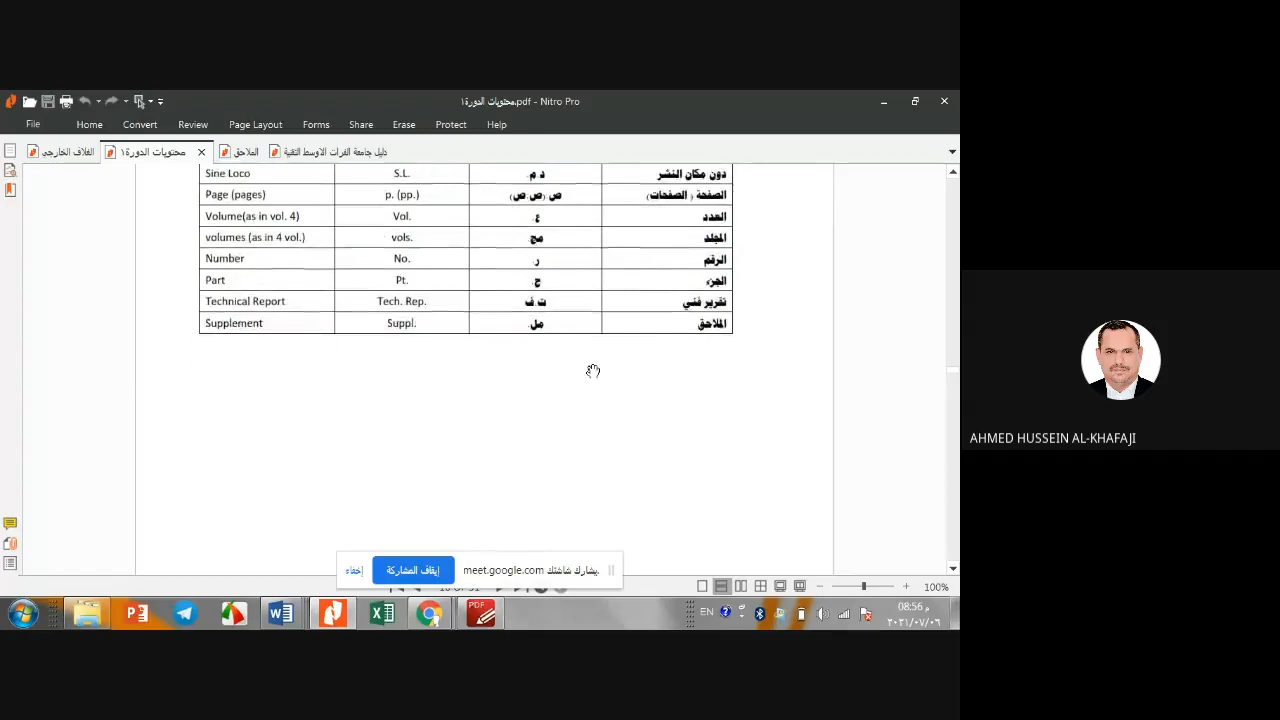 محتويات الدورة١.pdf - Nitro Pro
File Home Convert Review Page Layout Forms Share Erase Protect Help
الغلاف الخارجي محتويات الدورة١ الملاحق دليل جامعة الفرات الاوسط التقنية
Sine Loco S.L. د.م. دون مكان النشر
Page (pages) p. (pp.) ص (ص.ص) الصفحة (الصفحات)
Volume(as in vol. 4) Vol. ع. العدد
volumes (as in 4 vol.) vols. مج. المجلد
Number No. ر. الرقم
Part Pt. ج. الجزء
Technical Report Tech. Rep. ت.ف تقرير فني
Supplement Suppl. مل. الملاحق
AHMED HUSSEIN AL-KHAFAJI
meet.google.com يشارك شاشتك. إيقاف المشاركة إخفاء
100%
PDF
EN
08:56 م
٢٠٢١/٠٧/٠٦